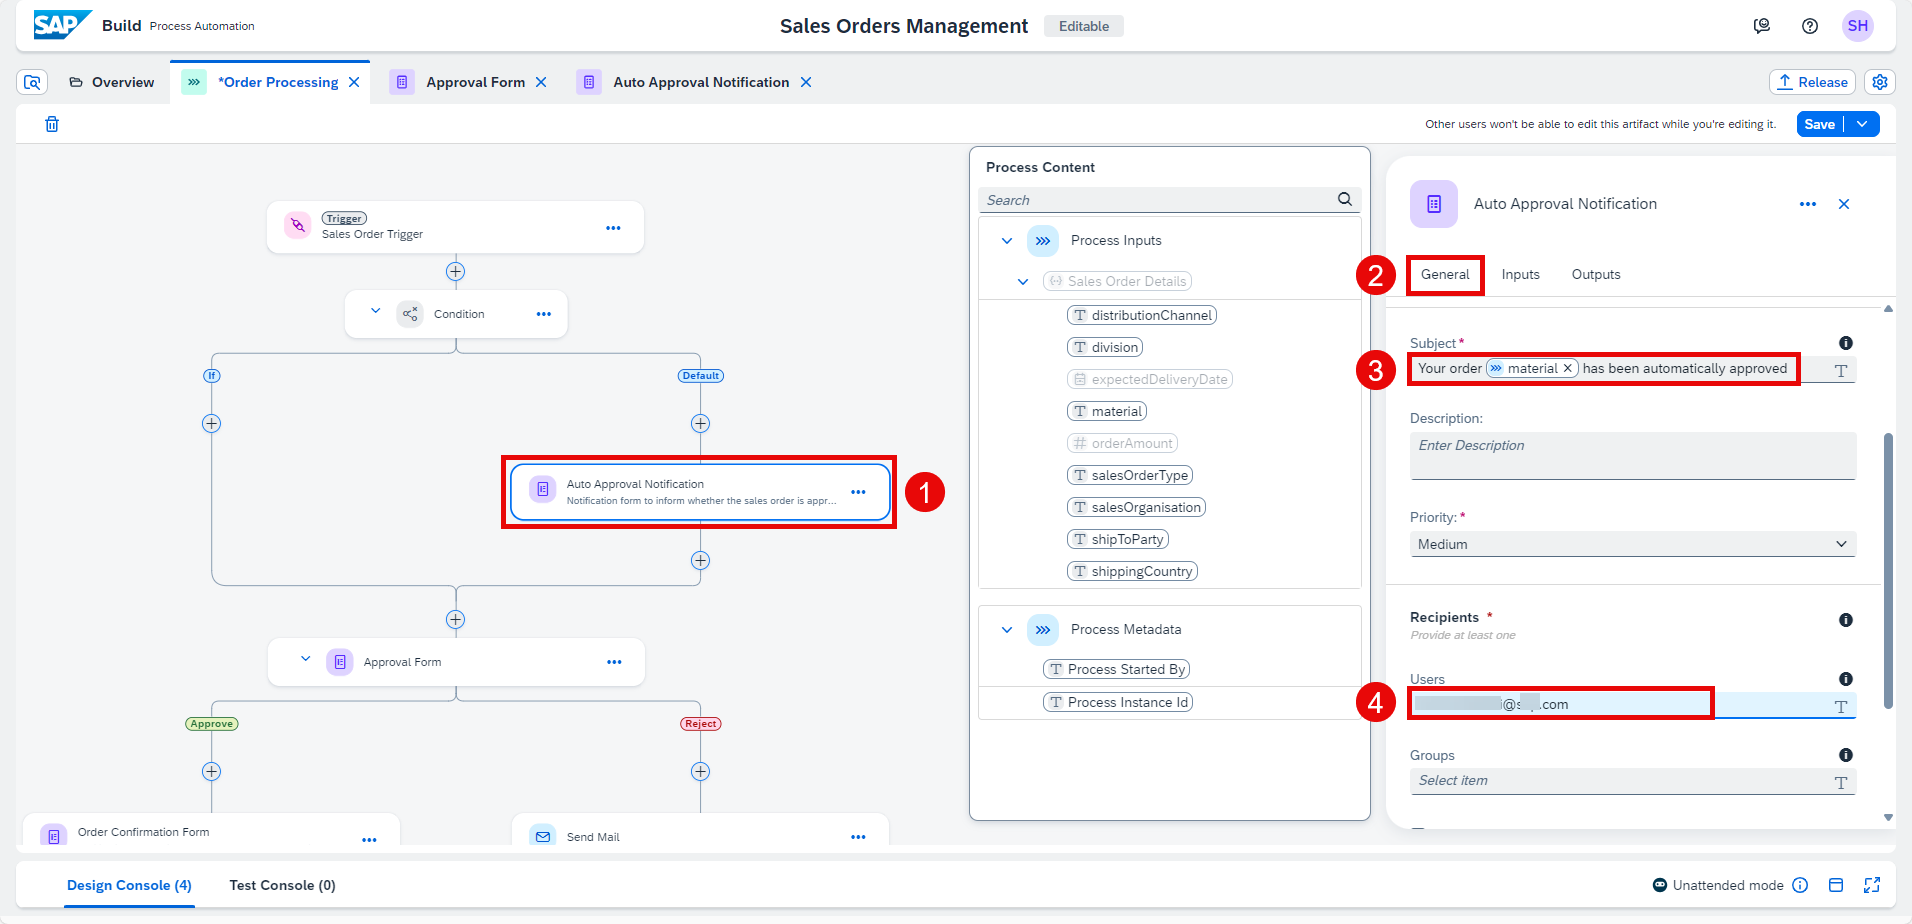 SAP Build Process Automation
Sales Orders Management Editable
SH
Overview
*Order Processing
Approval Form
Auto Approval Notification
Release
Other users won't be able to edit this artifact while you're editing it.
Save
Trigger
Sales Order Trigger
Condition
If
Default
Auto Approval Notification
Notification form to inform whether the sales order is appr...
1
Approval Form
Approve
Reject
Order Confirmation Form
Send Mail
Process Content
Search
Process Inputs
Sales Order Details
T distributionChannel
T division
expectedDeliveryDate
T material
# orderAmount
T salesOrderType
T salesOrganisation
T shipToParty
T shippingCountry
Process Metadata
T Process Started By
T Process Instance Id
Auto Approval Notification
2
General Inputs Outputs
Subject*
3
Your order material has been automatically approved
T
Description:
Enter Description
Priority:*
Medium
Recipients *
Provide at least one
Users
4
.com
T
Groups
Select item
T
Design Console (4)
Test Console (0)
Unattended mode